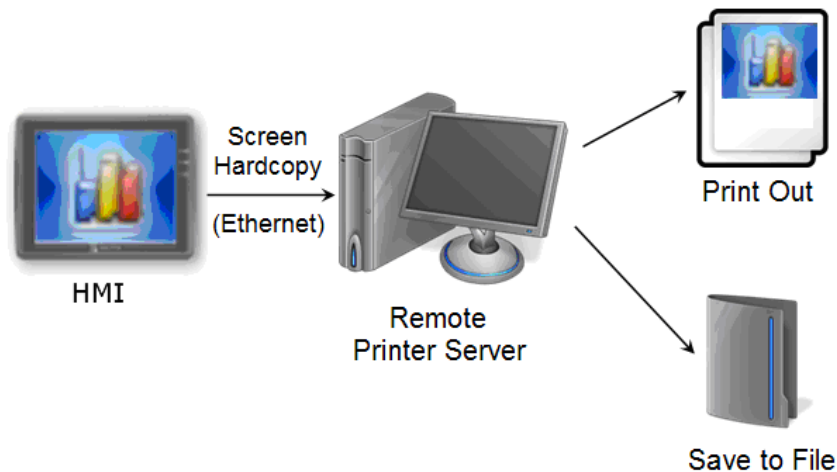 Screen
Hardcopy
(Ethernet)
HMI
Remote
Printer Server
Print Out
Save to File